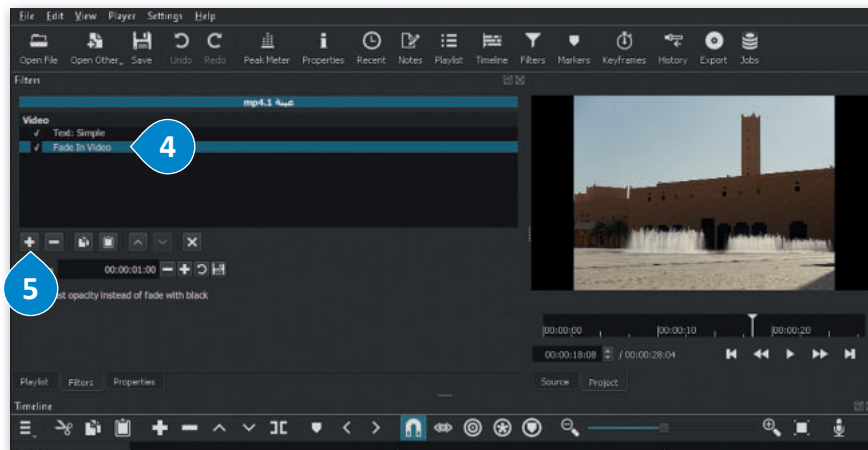 File Edit View Player Settings Help
Open File Open Other... Save Undo Redo Peak Meter Properties Recent Notes Playlist Timeline Filters Markers Keyframes History Export Jobs
Filters
عينة 1.mp4
Video
✓ Text: Simple
✓ Fade In Video
4
00:00:01:00
5
opacity instead of fade with black
00:00:00 00:00:10 00:00:20
00:00:18:08 / 00:00:28:04
Playlist Filters Properties
Source Project
Timeline